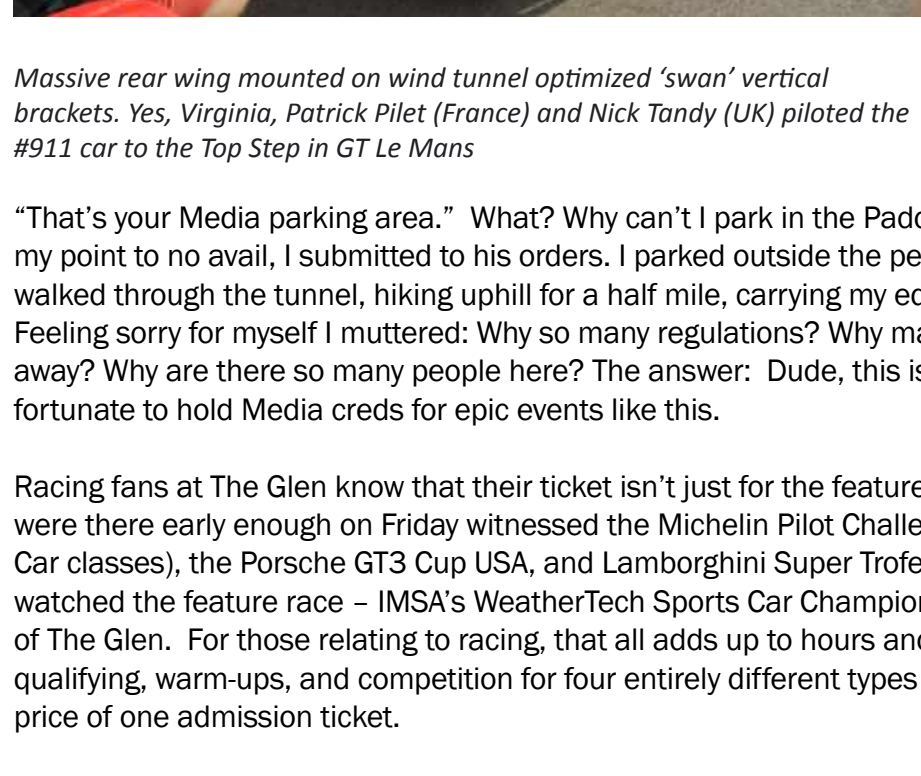 Massive rear wing mounted on wind tunnel optimized ‘swan’ vertical
brackets. Yes, Virginia, Patrick Pilet (France) and Nick Tandy (UK) piloted the
#911 car to the Top Step in GT Le Mans
“That’s your Media parking area.”  What? Why can’t I park in the
my point to no avail, I submitted to his orders. I parked outside the
walked through the tunnel, hiking uphill for a half mile, carrying my
Feeling sorry for myself I muttered: Why so many regulations? Why
away? Why are there so many people here? The answer:  Dude, this
fortunate to hold Media creds for epic events like this.
Racing fans at The Glen know that their ticket isn’t just for the feature
were there early enough on Friday witnessed the Michelin Pilot
Car classes), the Porsche GT3 Cup USA, and Lamborghini Super
watched the feature race – IMSA’s WeatherTech Sports Car
of The Glen.  For those relating to racing, that all adds up to hours
qualifying, warm-ups, and competition for four entirely different types
price of one admission ticket.